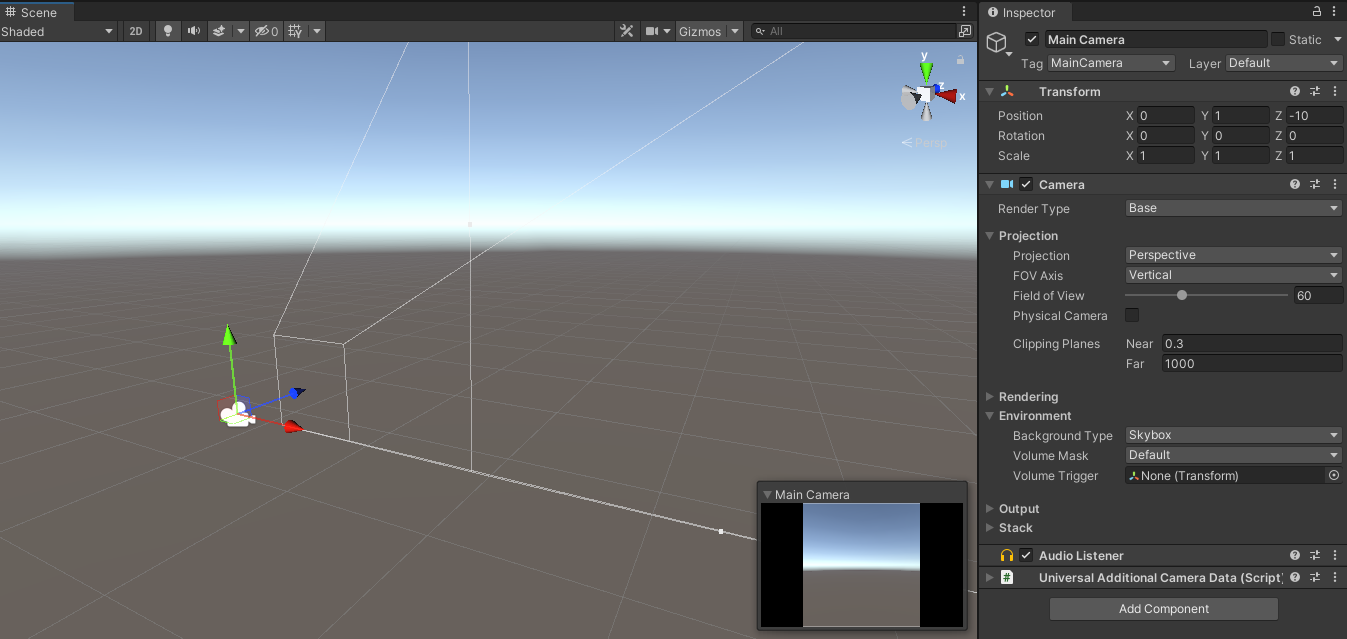 Scene
Inspector
Shaded
2D
0
Gizmos
All
Main Camera
Static
Tag MainCamera Layer Default
y
z
x
Persp
Transform
Position X 0 Y 1 Z -10
Rotation X 0 Y 0 Z 0
Scale X 1 Y 1 Z 1
Camera
Render Type Base
Projection
Projection Perspective
FOV Axis Vertical
Field of View 60
Physical Camera
Clipping Planes Near 0.3
Far 1000
Rendering
Environment
Background Type Skybox
Volume Mask Default
Volume Trigger None (Transform)
Output
Stack
Audio Listener
# Universal Additional Camera Data (Script)
Add Component
Main Camera